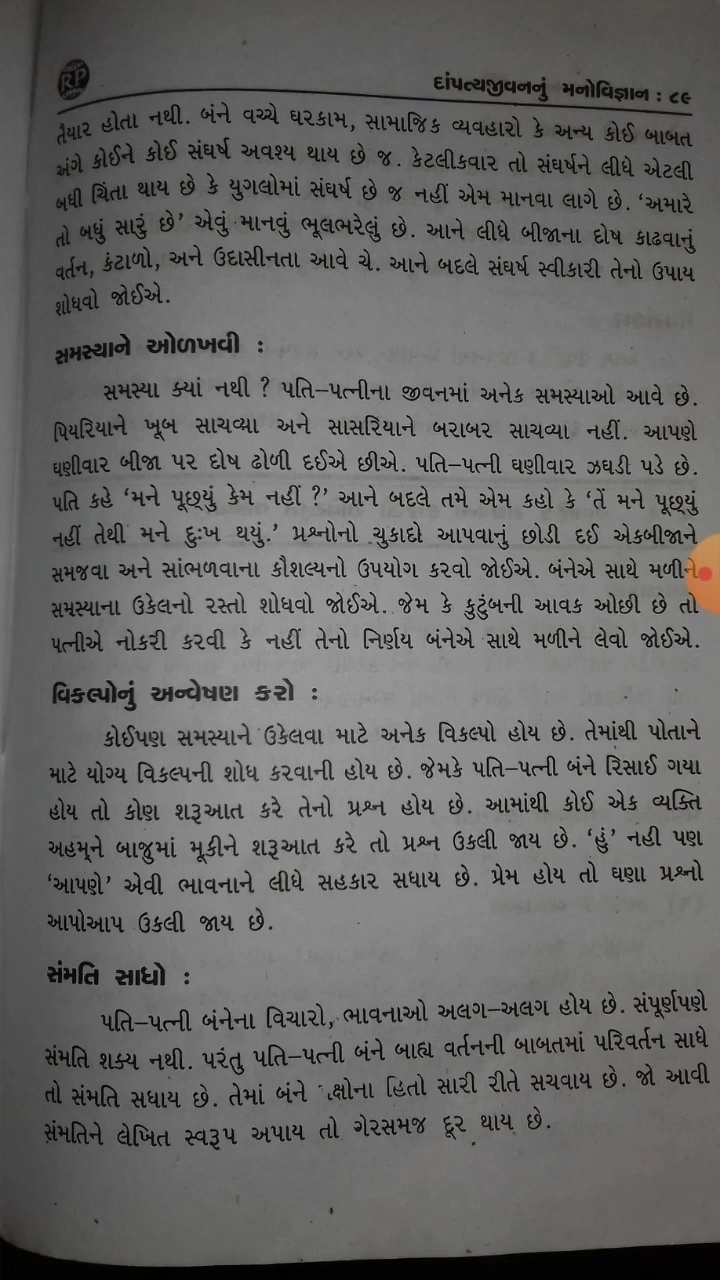 RP
દાંપત્યજીવનનું મનોવિજ્ઞાન : ૮૯
તૈયાર હોતા નથી. બંને વચ્ચે ઘરકામ, સામાજિક વ્યવહારો કે અન્ય કોઈ બાબત
અંગે કોઈને કોઈ સંઘર્ષ અવશ્ય થાય છે જ. કેટલીકવાર તો સંઘર્ષને લીધે એટલી
બધી ચિંતા થાય છે કે યુગલોમાં સંઘર્ષ છે જ નહીં એમ માનવા લાગે છે. ‘અમારે
તો બધું સારું છે’ એવું માનવું ભૂલભરેલું છે. આને લીધે બીજાના દોષ કાઢવાનું
વર્તન, કંટાળો, અને ઉદાસીનતા આવે ચે. આને બદલે સંઘર્ષ સ્વીકારી તેનો ઉપાય
શોધવો જોઈએ.
સમસ્યાને ઓળખવી :
સમસ્યા ક્યાં નથી ? પતિ–પત્નીના જીવનમાં અનેક સમસ્યાઓ આવે છે.
પિયરિયાને ખૂબ સાચવ્યા અને સાસરિયાને બરાબર સાચવ્યા નહીં. આપણે
ઘણીવાર બીજા પર દોષ ઢોળી દઈએ છીએ. પતિ–પત્ની ઘણીવાર ઝઘડી પડે છે.
પતિ કહે ‘મને પૂછ્યું કેમ નહીં ?’ આને બદલે તમે એમ કહો કે ‘તેં મને પૂછ્યું
નહીં તેથી મને દુઃખ થયું.’ પ્રશ્નોનો ચુકાદો આપવાનું છોડી દઈ એકબીજાને
સમજવા અને સાંભળવાના કૌશલ્યનો ઉપયોગ કરવો જોઈએ. બંનેએ સાથે મળીને
સમસ્યાના ઉકેલનો રસ્તો શોધવો જોઈએ. જેમ કે કુટુંબની આવક ઓછી છે તો
પત્નીએ નોકરી કરવી કે નહીં તેનો નિર્ણય બંનેએ સાથે મળીને લેવો જોઈએ.
વિકલ્પોનું અન્વેષણ કરો :
કોઈપણ સમસ્યાને ઉકેલવા માટે અનેક વિકલ્પો હોય છે. તેમાંથી પોતાને
માટે યોગ્ય વિકલ્પની શોધ કરવાની હોય છે. જેમકે પતિ–પત્ની બંને રિસાઈ ગયા
હોય તો કોણ શરૂઆત કરે તેનો પ્રશ્ન હોય છે. આમાંથી કોઈ એક વ્યક્તિ
અહમ્‌ને બાજુમાં મૂકીને શરૂઆત કરે તો પ્રશ્ન ઉકલી જાય છે. ‘હું’ નહી પણ
‘આપણે’ એવી ભાવનાને લીધે સહકાર સધાય છે. પ્રેમ હોય તો ઘણા પ્રશ્નો
આપોઆપ ઉકલી જાય છે.
સંમતિ સાધો :
પતિ–પત્ની બંનેના વિચારો, ભાવનાઓ અલગ–અલગ હોય છે. સંપૂર્ણપણે
સંમતિ શક્ય નથી. પરંતુ પતિ–પત્ની બંને બાહ્ય વર્તનની બાબતમાં પરિવર્તન સાધે
તો સંમતિ સધાય છે. તેમાં બંને હિતો સારી રીતે સચવાય છે. જો આવી
સંમતિને લેખિત સ્વરૂપ અપાય તો ગેરસમજ દૂર થાય છે.